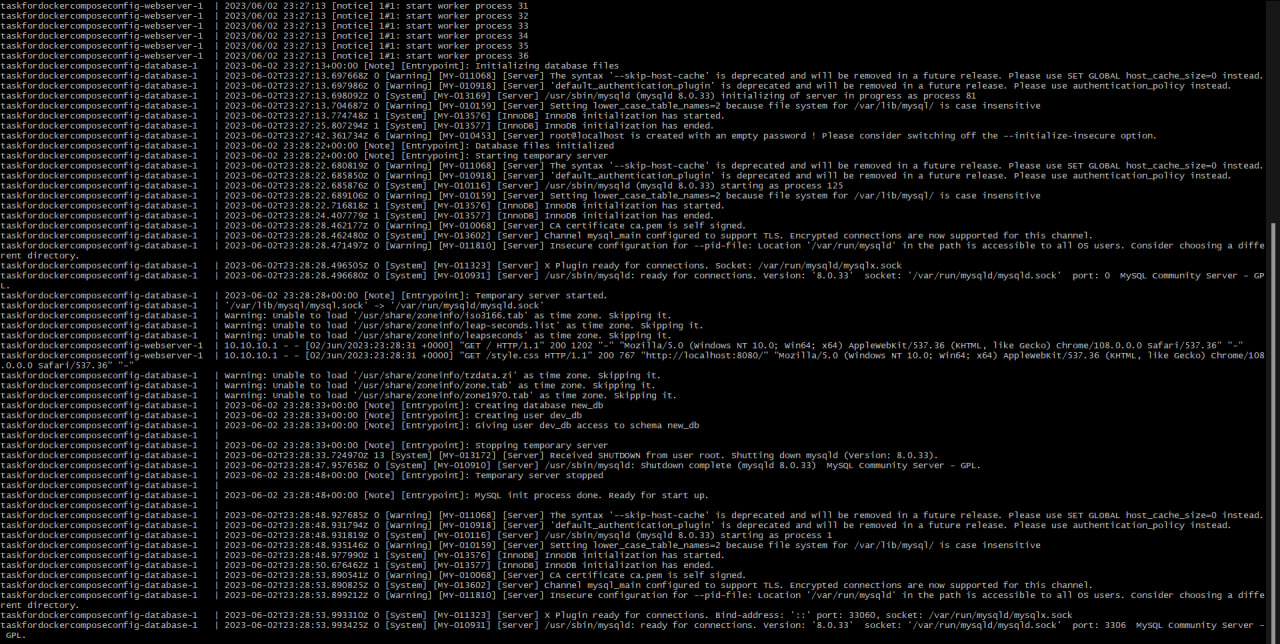 taskfordockercomposeconfig-webserver-1  | 2023/06/02 23:27:13 [notice] 1#1: start worker process 31
taskfordockercomposeconfig-webserver-1  | 2023/06/02 23:27:13 [notice] 1#1: start worker process 32
taskfordockercomposeconfig-webserver-1  | 2023/06/02 23:27:13 [notice] 1#1: start worker process 33
taskfordockercomposeconfig-webserver-1  | 2023/06/02 23:27:13 [notice] 1#1: start worker process 34
taskfordockercomposeconfig-webserver-1  | 2023/06/02 23:27:13 [notice] 1#1: start worker process 35
taskfordockercomposeconfig-webserver-1  | 2023/06/02 23:27:13 [notice] 1#1: start worker process 36
taskfordockercomposeconfig-database-1   | 2023-06-02 23:27:13+00:00 [Note] [Entrypoint]: Initializing database files
taskfordockercomposeconfig-database-1   | 2023-06-02T23:27:13.697668Z 0 [Warning] [MY-011068] [Server] The syntax '--skip-host-cache' is deprecated and will be removed in a future release. Please use SET GLOBAL host_cache_size=0 instead.
taskfordockercomposeconfig-database-1   | 2023-06-02T23:27:13.697986Z 0 [Warning] [MY-010918] [Server] 'default_authentication_plugin' is deprecated and will be removed in a future release. Please use authentication_policy instead.
taskfordockercomposeconfig-database-1   | 2023-06-02T23:27:13.698092Z 0 [System] [MY-013169] [Server] /usr/sbin/mysqld (mysqld 8.0.33) initializing of server in progress as process 81
taskfordockercomposeconfig-database-1   | 2023-06-02T23:27:13.704687Z 0 [Warning] [MY-010159] [Server] Setting lower_case_table_names=2 because file system for /var/lib/mysql/ is case insensitive
taskfordockercomposeconfig-database-1   | 2023-06-02T23:27:13.774748Z 1 [System] [MY-013576] [InnoDB] InnoDB initialization has started.
taskfordockercomposeconfig-database-1   | 2023-06-02T23:27:25.807294Z 1 [System] [MY-013577] [InnoDB] InnoDB initialization has ended.
taskfordockercomposeconfig-database-1   | 2023-06-02T23:27:42.361734Z 6 [Warning] [MY-010453] [Server] root@localhost is created with an empty password ! Please consider switching off the --initialize-insecure option.
taskfordockercomposeconfig-database-1   | 2023-06-02 23:28:22+00:00 [Note] [Entrypoint]: Database files initialized
taskfordockercomposeconfig-database-1   | 2023-06-02 23:28:22+00:00 [Note] [Entrypoint]: Starting temporary server
taskfordockercomposeconfig-database-1   | 2023-06-02T23:28:22.680819Z 0 [Warning] [MY-011068] [Server] The syntax '--skip-host-cache' is deprecated and will be removed in a future release. Please use SET GLOBAL host_cache_size=0 instead.
taskfordockercomposeconfig-database-1   | 2023-06-02T23:28:22.685850Z 0 [Warning] [MY-010918] [Server] 'default_authentication_plugin' is deprecated and will be removed in a future release. Please use authentication_policy instead.
taskfordockercomposeconfig-database-1   | 2023-06-02T23:28:22.685876Z 0 [System] [MY-010116] [Server] /usr/sbin/mysqld (mysqld 8.0.33) starting as process 125
taskfordockercomposeconfig-database-1   | 2023-06-02T23:28:22.689106Z 0 [Warning] [MY-010159] [Server] Setting lower_case_table_names=2 because file system for /var/lib/mysql/ is case insensitive
taskfordockercomposeconfig-database-1   | 2023-06-02T23:28:22.716818Z 1 [System] [MY-013576] [InnoDB] InnoDB initialization has started.
taskfordockercomposeconfig-database-1   | 2023-06-02T23:28:24.407779Z 1 [System] [MY-013577] [InnoDB] InnoDB initialization has ended.
taskfordockercomposeconfig-database-1   | 2023-06-02T23:28:28.462177Z 0 [Warning] [MY-010068] [Server] CA certificate ca.pem is self signed.
taskfordockercomposeconfig-database-1   | 2023-06-02T23:28:28.462480Z 0 [System] [MY-013602] [Server] Channel mysql_main configured to support TLS. Encrypted connections are now supported for this channel.
taskfordockercomposeconfig-database-1   | 2023-06-02T23:28:28.471497Z 0 [Warning] [MY-011810] [Server] Insecure configuration for --pid-file: Location '/var/run/mysqld' in the path is accessible to all OS users. Consider choosing a diffe
rent directory.
taskfordockercomposeconfig-database-1   | 2023-06-02T23:28:28.496505Z 0 [System] [MY-011323] [Server] X Plugin ready for connections. Socket: /var/run/mysqld/mysqlx.sock
taskfordockercomposeconfig-database-1   | 2023-06-02T23:28:28.496680Z 0 [System] [MY-010931] [Server] /usr/sbin/mysqld: ready for connections. Version: '8.0.33'  socket: '/var/run/mysqld/mysqld.sock'  port: 0  MySQL Community Server - GP
L.
taskfordockercomposeconfig-database-1   | 2023-06-02 23:28:28+00:00 [Note] [Entrypoint]: Temporary server started.
taskfordockercomposeconfig-database-1   | '/var/lib/mysql/mysql.sock' -> '/var/run/mysqld/mysqld.sock'
taskfordockercomposeconfig-database-1   | Warning: Unable to load '/usr/share/zoneinfo/iso3166.tab' as time zone. Skipping it.
taskfordockercomposeconfig-database-1   | Warning: Unable to load '/usr/share/zoneinfo/leap-seconds.list' as time zone. Skipping it.
taskfordockercomposeconfig-database-1   | Warning: Unable to load '/usr/share/zoneinfo/leapseconds' as time zone. Skipping it.
taskfordockercomposeconfig-webserver-1  | 10.10.10.1 - - [02/Jun/2023:23:28:31 +0000] "GET / HTTP/1.1" 200 1202 "-" "Mozilla/5.0 (Windows NT 10.0; Win64; x64) AppleWebKit/537.36 (KHTML, like Gecko) Chrome/108.0.0.0 Safari/537.36" "-"
taskfordockercomposeconfig-webserver-1  | 10.10.10.1 - - [02/Jun/2023:23:28:31 +0000] "GET /style.css HTTP/1.1" 200 767 "http://localhost:8080/" "Mozilla/5.0 (Windows NT 10.0; Win64; x64) AppleWebKit/537.36 (KHTML, like Gecko) Chrome/108
.0.0.0 Safari/537.36" "-"
taskfordockercomposeconfig-database-1   | Warning: Unable to load '/usr/share/zoneinfo/tzdata.zi' as time zone. Skipping it.
taskfordockercomposeconfig-database-1   | Warning: Unable to load '/usr/share/zoneinfo/zone.tab' as time zone. Skipping it.
taskfordockercomposeconfig-database-1   | Warning: Unable to load '/usr/share/zoneinfo/zone1970.tab' as time zone. Skipping it.
taskfordockercomposeconfig-database-1   | 2023-06-02 23:28:33+00:00 [Note] [Entrypoint]: Creating database new_db
taskfordockercomposeconfig-database-1   | 2023-06-02 23:28:33+00:00 [Note] [Entrypoint]: Creating user dev_db
taskfordockercomposeconfig-database-1   | 2023-06-02 23:28:33+00:00 [Note] [Entrypoint]: Giving user dev_db access to schema new_db
taskfordockercomposeconfig-database-1   |
taskfordockercomposeconfig-database-1   | 2023-06-02 23:28:33+00:00 [Note] [Entrypoint]: Stopping temporary server
taskfordockercomposeconfig-database-1   | 2023-06-02T23:28:33.724970Z 13 [System] [MY-013172] [Server] Received SHUTDOWN from user root. Shutting down mysqld (Version: 8.0.33).
taskfordockercomposeconfig-database-1   | 2023-06-02T23:28:47.957658Z 0 [System] [MY-010910] [Server] /usr/sbin/mysqld: Shutdown complete (mysqld 8.0.33)  MySQL Community Server - GPL.
taskfordockercomposeconfig-database-1   | 2023-06-02 23:28:48+00:00 [Note] [Entrypoint]: Temporary server stopped
taskfordockercomposeconfig-database-1   |
taskfordockercomposeconfig-database-1   | 2023-06-02 23:28:48+00:00 [Note] [Entrypoint]: MySQL init process done. Ready for start up.
taskfordockercomposeconfig-database-1   |
taskfordockercomposeconfig-database-1   | 2023-06-02T23:28:48.927685Z 0 [Warning] [MY-011068] [Server] The syntax '--skip-host-cache' is deprecated and will be removed in a future release. Please use SET GLOBAL host_cache_size=0 instead.
taskfordockercomposeconfig-database-1   | 2023-06-02T23:28:48.931794Z 0 [Warning] [MY-010918] [Server] 'default_authentication_plugin' is deprecated and will be removed in a future release. Please use authentication_policy instead.
taskfordockercomposeconfig-database-1   | 2023-06-02T23:28:48.931819Z 0 [System] [MY-010116] [Server] /usr/sbin/mysqld (mysqld 8.0.33) starting as process 1
taskfordockercomposeconfig-database-1   | 2023-06-02T23:28:48.935146Z 0 [Warning] [MY-010159] [Server] Setting lower_case_table_names=2 because file system for /var/lib/mysql/ is case insensitive
taskfordockercomposeconfig-database-1   | 2023-06-02T23:28:48.977990Z 1 [System] [MY-013576] [InnoDB] InnoDB initialization has started.
taskfordockercomposeconfig-database-1   | 2023-06-02T23:28:50.676462Z 1 [System] [MY-013577] [InnoDB] InnoDB initialization has ended.
taskfordockercomposeconfig-database-1   | 2023-06-02T23:28:53.890541Z 0 [Warning] [MY-010068] [Server] CA certificate ca.pem is self signed.
taskfordockercomposeconfig-database-1   | 2023-06-02T23:28:53.890825Z 0 [System] [MY-013602] [Server] Channel mysql_main configured to support TLS. Encrypted connections are now supported for this channel.
taskfordockercomposeconfig-database-1   | 2023-06-02T23:28:53.899212Z 0 [Warning] [MY-011810] [Server] Insecure configuration for --pid-file: Location '/var/run/mysqld' in the path is accessible to all OS users. Consider choosing a diffe
rent directory.
taskfordockercomposeconfig-database-1   | 2023-06-02T23:28:53.993310Z 0 [System] [MY-011323] [Server] X Plugin ready for connections. Bind-address: '::' port: 33060, socket: /var/run/mysqld/mysqlx.sock
taskfordockercomposeconfig-database-1   | 2023-06-02T23:28:53.993425Z 0 [System] [MY-010931] [Server] /usr/sbin/mysqld: ready for connections. Version: '8.0.33'  socket: '/var/run/mysqld/mysqld.sock'  port: 3306  MySQL Community Server -
 GPL.